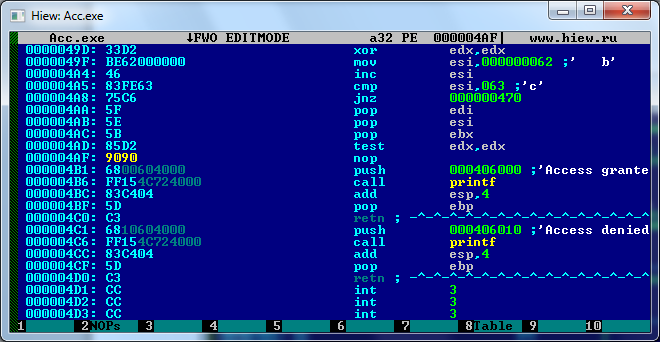 Hiew: Acc.exe
Acc.exe ↓FWO EDITMODE a32 PE 000004AF| www.hiew.ru
0000049D: 33D2 xor edx,edx
0000049F: BE62000000 mov esi,000000062 ;' b'
000004A4: 46 inc esi
000004A5: 83FE63 cmp esi,063 ;'c'
000004A8: 75C6 jnz 000000470
000004AA: 5F pop edi
000004AB: 5E pop esi
000004AC: 5B pop ebx
000004AD: 85D2 test edx,edx
000004AF: 9090 nop
000004B1: 6800604000 push 000406000 ;'Access grante
000004B6: FF154C724000 call printf
000004BC: 83C404 add esp,4
000004BF: 5D pop ebp
000004C0: C3 retn ; -^-^-^-^-^-^-^-^-^-^-^-^
000004C1: 6810604000 push 000406010 ;'Access denied
000004C6: FF154C724000 call printf
000004CC: 83C404 add esp,4
000004CF: 5D pop ebp
000004D0: C3 retn ; -^-^-^-^-^-^-^-^-^-^-^-^
000004D1: CC int 3
000004D2: CC int 3
000004D3: CC int 3
1 2NOPs 3 4 5 6 7 8Table 9 10